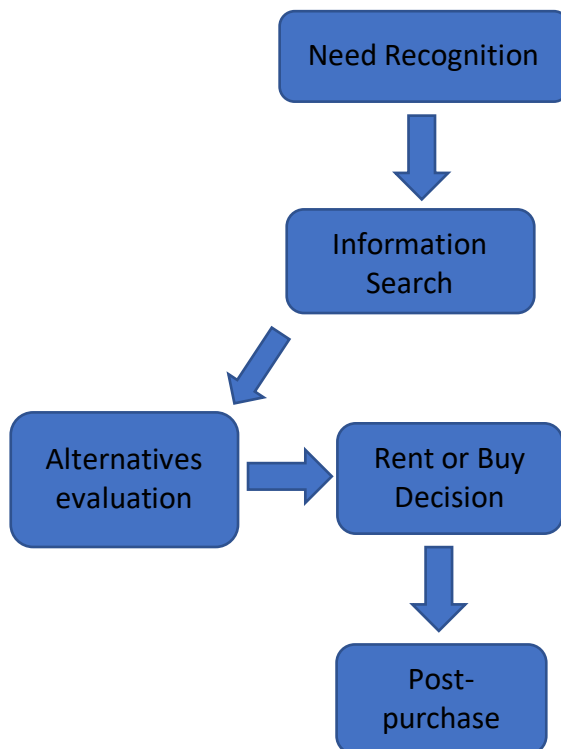 Need Recognition
Information
Search
Alternatives
evaluation
Rent or Buy
Decision
Post-
purchase